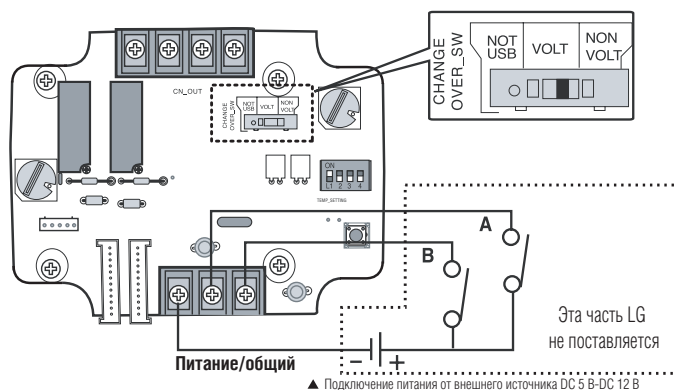 CHANGE
OVER_SW
NOT
USB
VOLT
NON
VOLT
CN_OUT
CHANGE
OVER_SW
NOT
USB
VOLT
NON
VOLT
ON
L1 2 3 4
TEMP_SETTING
A
B
Эта часть LG
не поставляется
Питание/общий
– +
▲ Подключение питания от внешнего источника DC 5 В-DC 12 В